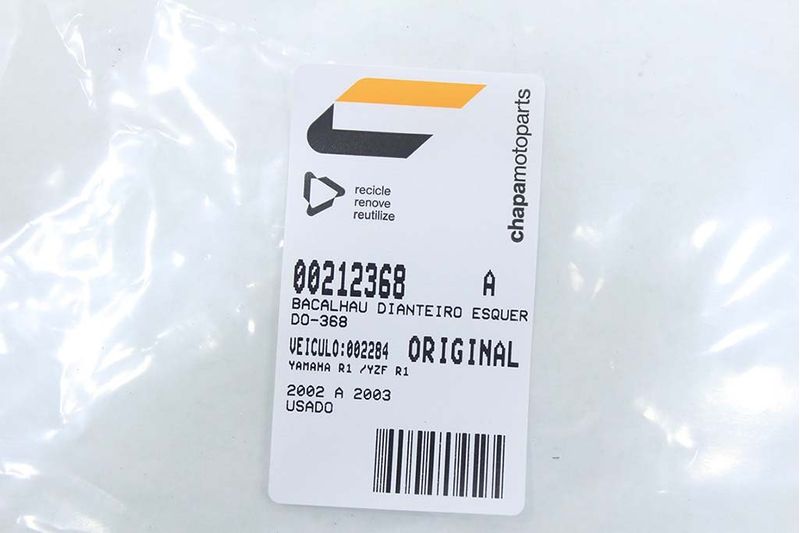 chapamotoparts
recicle
renove
reutilize
00212368 A
BACALHAU DIANTEIRO ESQUER
DO-368
VEICULO:002284 ORIGINAL
YAMAHA R1 /YZF R1
2002 A 2003
USADO